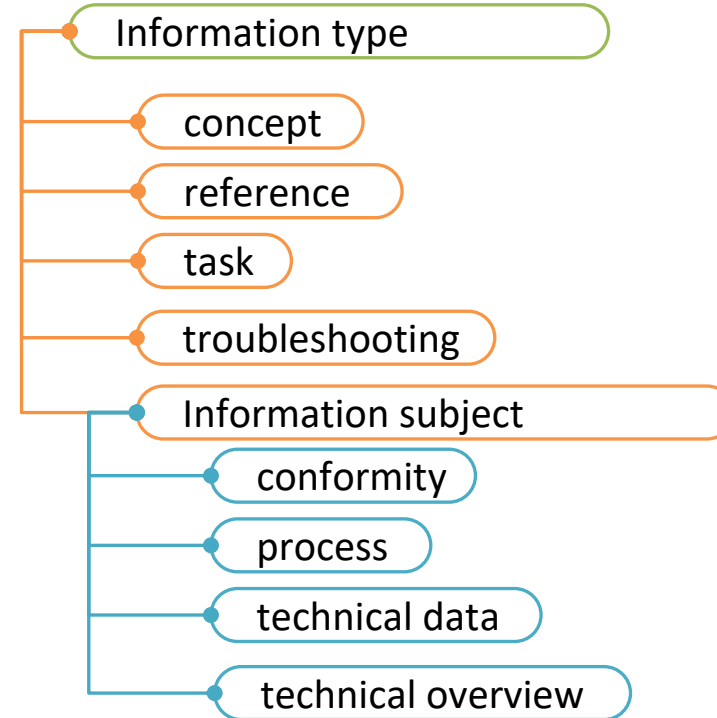 Information type
concept
reference
task
troubleshooting
Information subject
conformity
process
technical data
technical overview